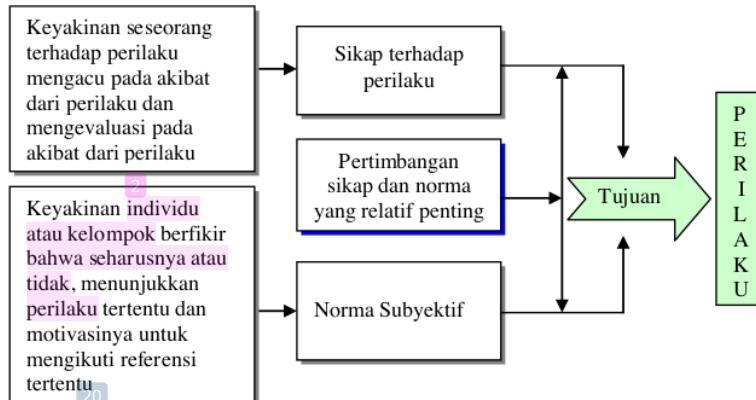 Keyakinan seseorang
terhadap perilaku
mengacu pada akibat
dari perilaku dan
mengevaluasi pada
akibat dari perilaku
Sikap terhadap
perilaku
Pertimbangan
sikap dan norma
yang relatif penting
2
Keyakinan individu
atau kelompok berfikir
bahwa seharusnya atau
tidak, menunjukkan
perilaku tertentu dan
motivasinya untuk
mengikuti referensi
tertentu
20
Norma Subyektif
Tujuan
P
E
R
I
L
A
K
U